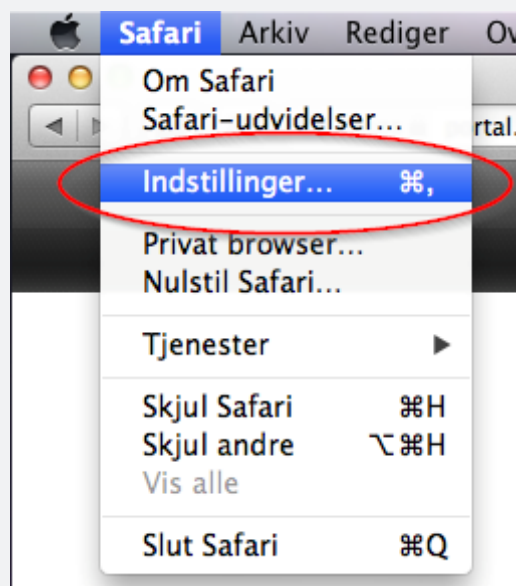 Safari Arkiv Rediger
Om Safari
Safari-udvidelser...
rtal.
Indstillinger... ⌘,
Privat browser...
Nulstil Safari...
Tjenester ▶
Skjul Safari ⌘H
Skjul andre ⌥⌘H
Vis alle
Slut Safari ⌘Q